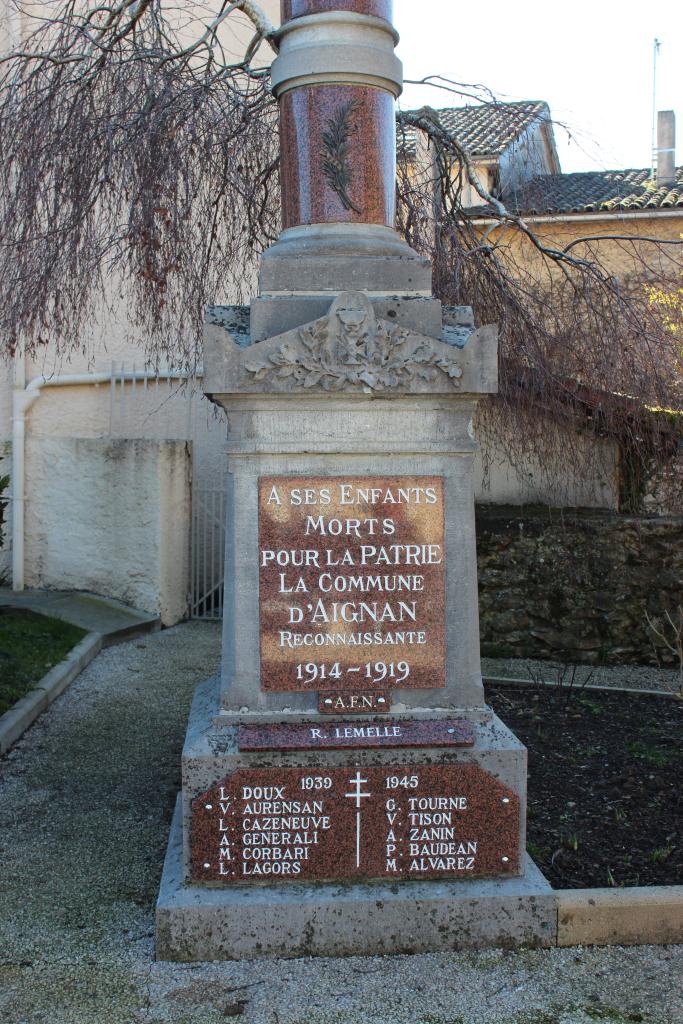 A SES ENFANTS
MORTS
POUR LA PATRIE
LA COMMUNE
D'AIGNAN
RECONNAISSANTE
1914-1919
A.F.N.
R. LEMELLE
1939 1945
L. DOUX
V. AURENSAN
L. CAZENEUVE
A. GENERALI
M. CORBARI
L. LAGORS
G. TOURNE
V. TISON
A. ZANIN
P. BAUDEAN
M. ALVAREZ